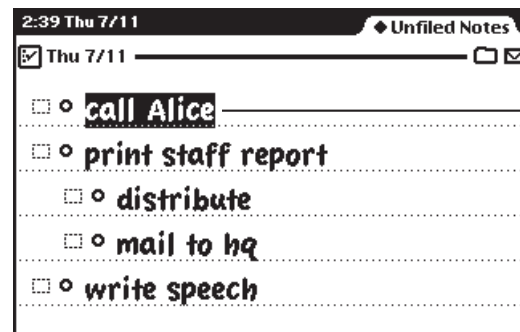 2:39 Thu 7/11
◆Unfiled Notes
Thu 7/11
call Alice
print staff report
distribute
mail to hq
write speech